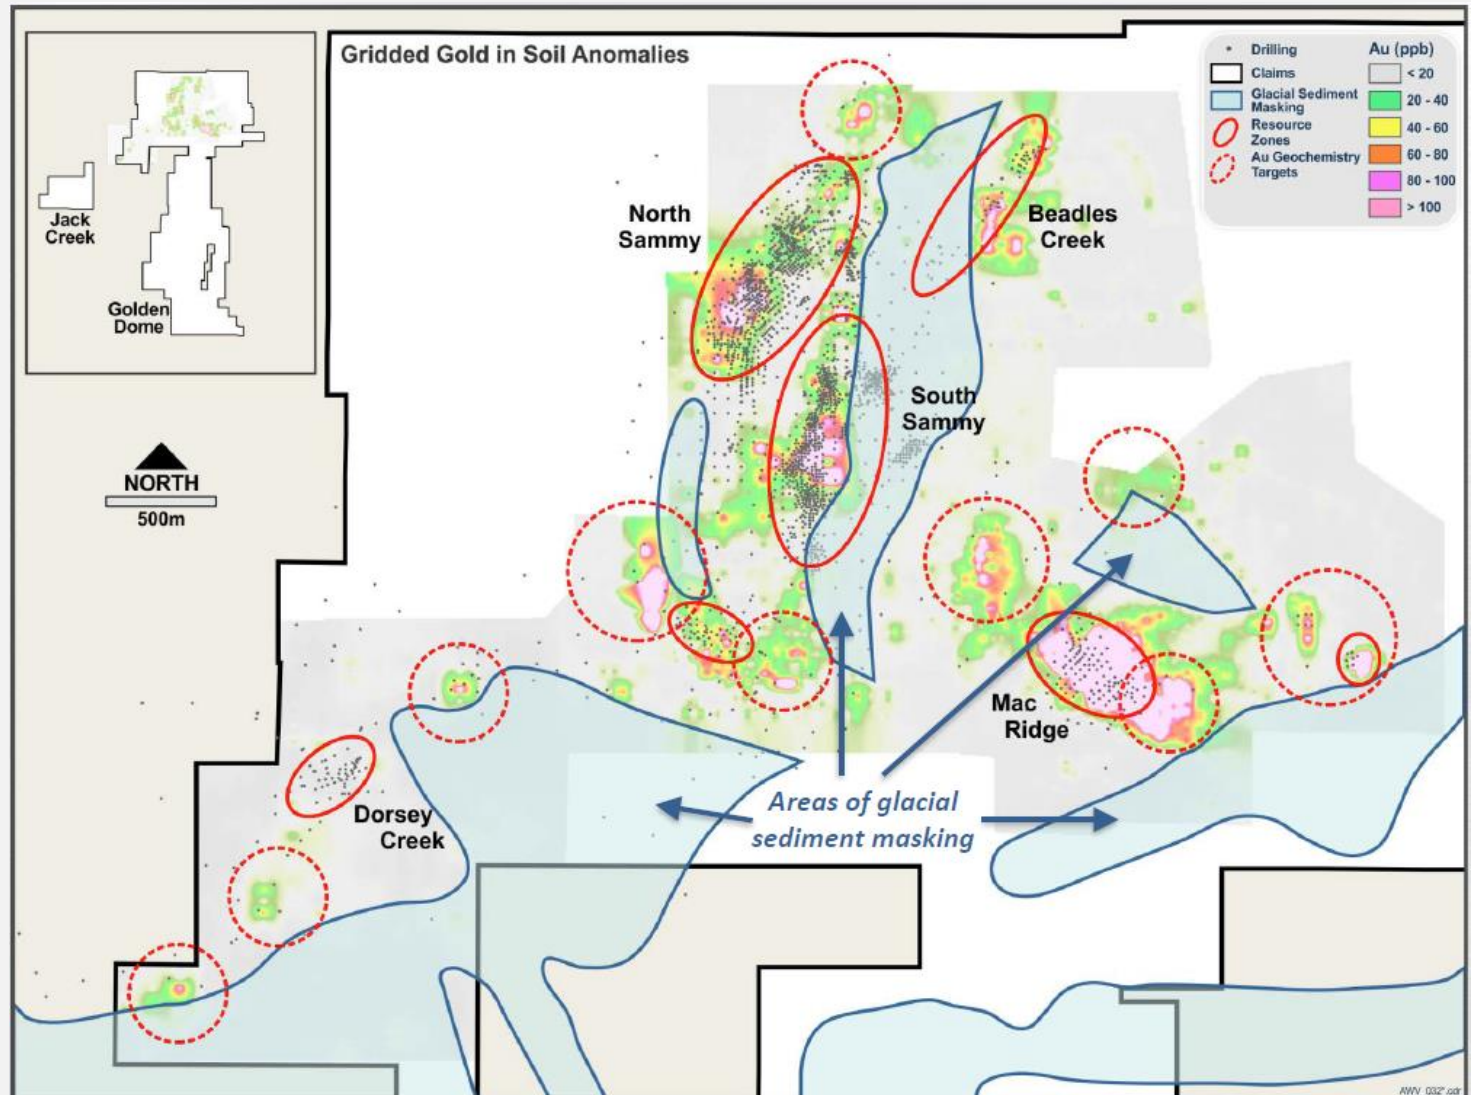 Gridded Gold in Soil Anomalies
Drilling
Claims
Glacial Sediment
Masking
Resource
Zones
Au Geochemistry
Targets
Au (ppb)
< 20
20 - 40
40 - 60
60 - 80
80 - 100
> 100
Jack
Creek
Golden
Dome
NORTH
500m
North
Sammy
Beadles
Creek
South
Sammy
Mac
Ridge
Dorsey
Creek
Areas of glacial
sediment masking